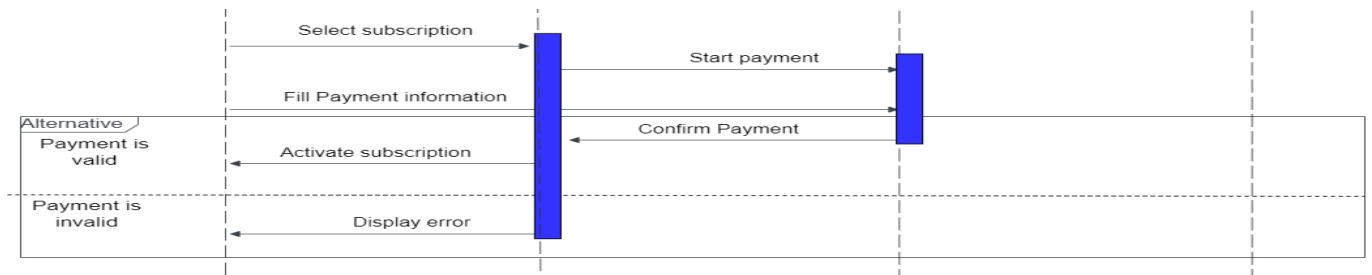 Select subscription
Start payment
Fill Payment information
Alternative
Confirm Payment
Payment is
valid
Activate subscription
Payment is
invalid
Display error